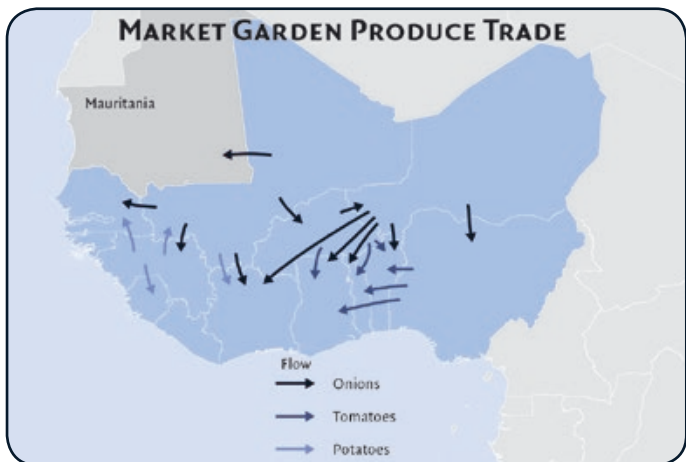 MARKET GARDEN PRODUCE TRADE
Mauritania
Flow
Onions
Tomatoes
Potatoes